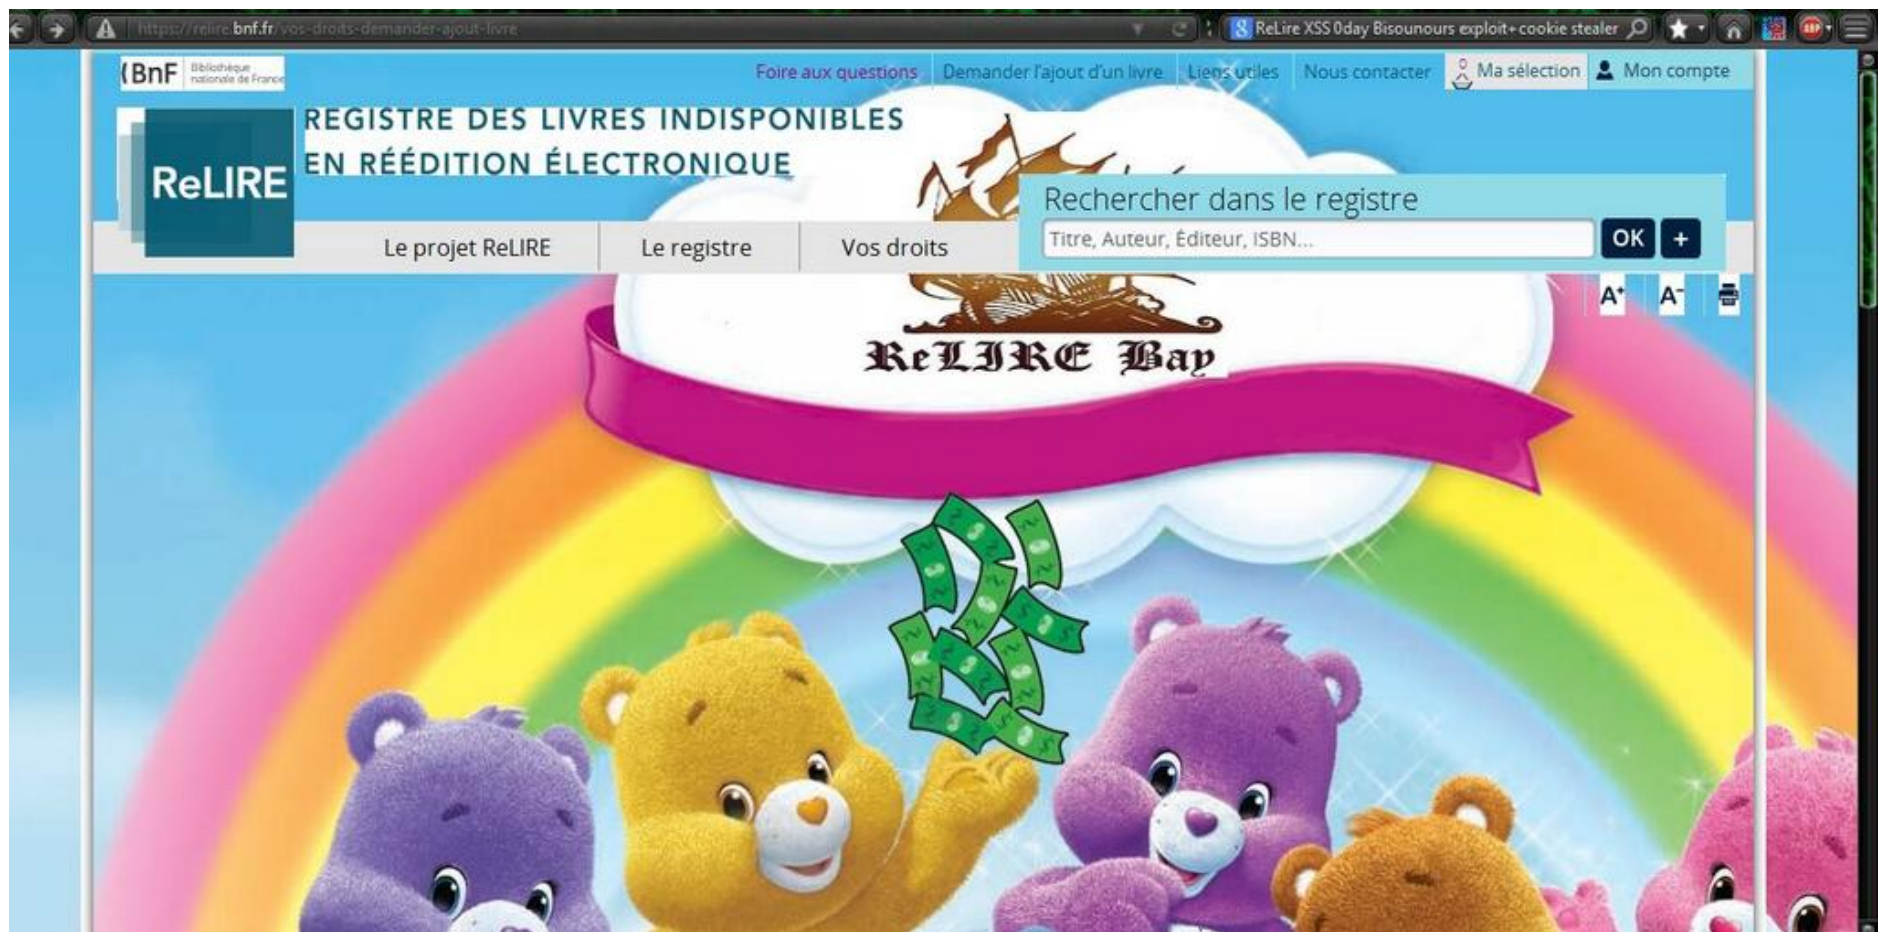 https://relire.bnf.fr/vos-droits-demander-ajout-livre
ReLire XSS 0day Bisounours exploit+cookie stealer
{BnF
Bibliothèque
nationale de France
Foire aux questions
Demander l'ajout d'un livre
Liens utiles
Nous contacter
Ma sélection
Mon compte
ReLIRE
REGISTRE DES LIVRES INDISPONIBLES
EN RÉÉDITION ÉLECTRONIQUE
Rechercher dans le registre
Titre, Auteur, Éditeur, ISBN...
OK
+
Le projet ReLIRE
Le registre
Vos droits
A+
A-
ReLIRE Bay